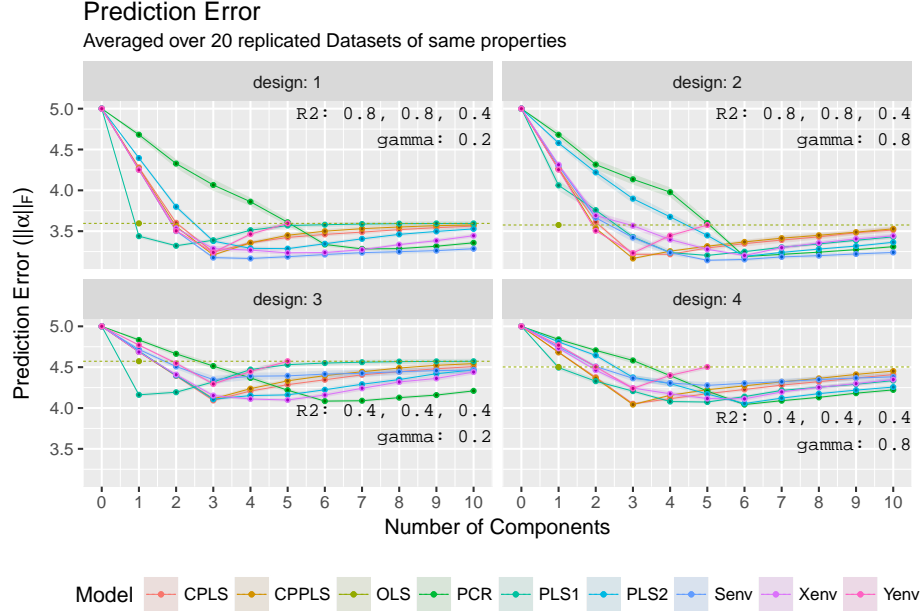 Prediction Error
Averaged over 20 replicated Datasets of same properties
design: 1
design: 2
R2: 0.8, 0.8, 0.4
gamma: 0.2
R2: 0.8, 0.8, 0.4
gamma: 0.8
5.0
4.5
4.0
3.5
design: 3
design: 4
R2: 0.4, 0.4, 0.4
gamma: 0.2
R2: 0.4, 0.4, 0.4
gamma: 0.8
5.0
4.5
4.0
3.5
Prediction Error (||α||F)
0 1 2 3 4 5 6 7 8 9 10
0 1 2 3 4 5 6 7 8 9 10
Number of Components
Model CPLS CPPLS OLS PCR PLS1 PLS2 Senv Xenv Yenv